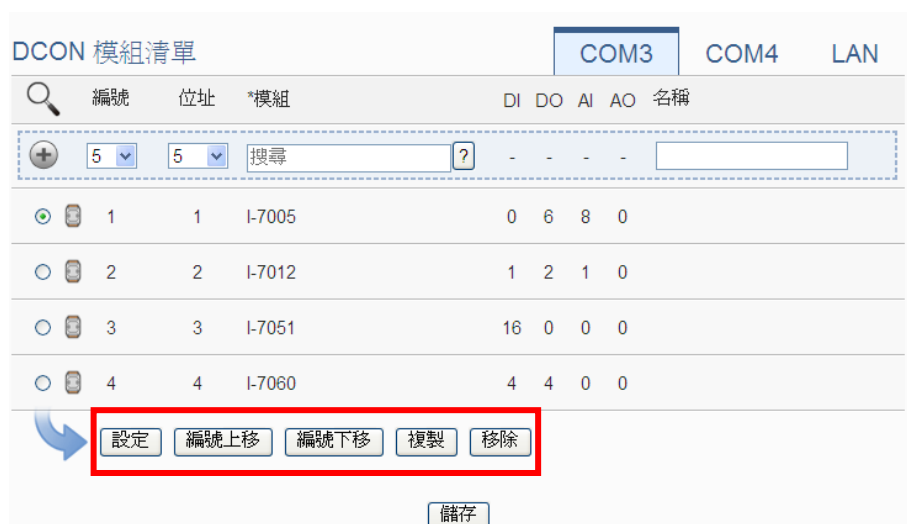 DCON 模組清單 COM3 COM4 LAN
編號 位址 *模組 DI DO AI AO 名稱
5 5 搜尋 ? - - - -
1 1 I-7005 0 6 8 0
2 2 I-7012 1 2 1 0
3 3 I-7051 16 0 0 0
4 4 I-7060 4 4 0 0
設定 編號上移 編號下移 複製 移除
儲存